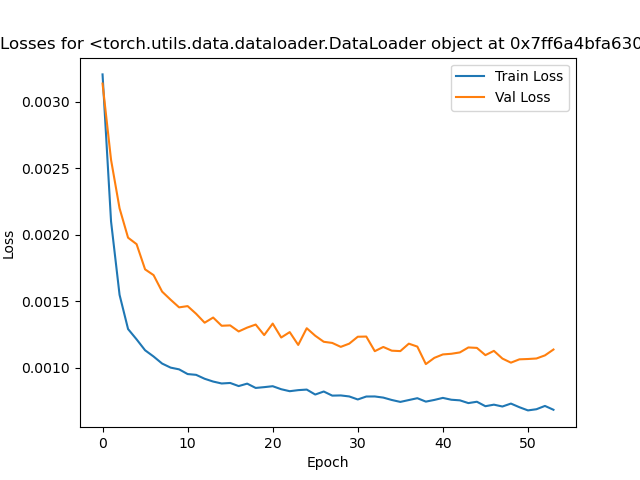 Losses for <torch.utils.data.dataloader.DataLoader object at 0x7ff6a4bfa630
Train Loss
Val Loss
0.0030
0.0025
0.0020
0.0015
0.0010
Loss
0 10 20 30 40 50
Epoch